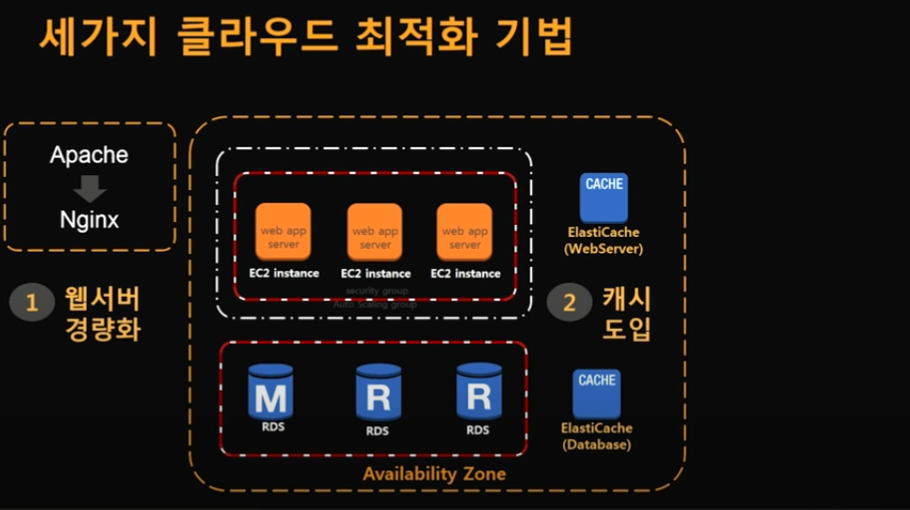 세가지 클라우드 최적화 기법
Apache
Nginx
1 웹서버
경량화
web app
server
EC2 instance
web app
server
EC2 instance
web app
server
EC2 instance
security group
Auto Scaling group
CACHE
ElastiCache
(WebServer)
2 캐시
도입
M
RDS
R
RDS
R
RDS
CACHE
ElastiCache
(Database)
Availability Zone